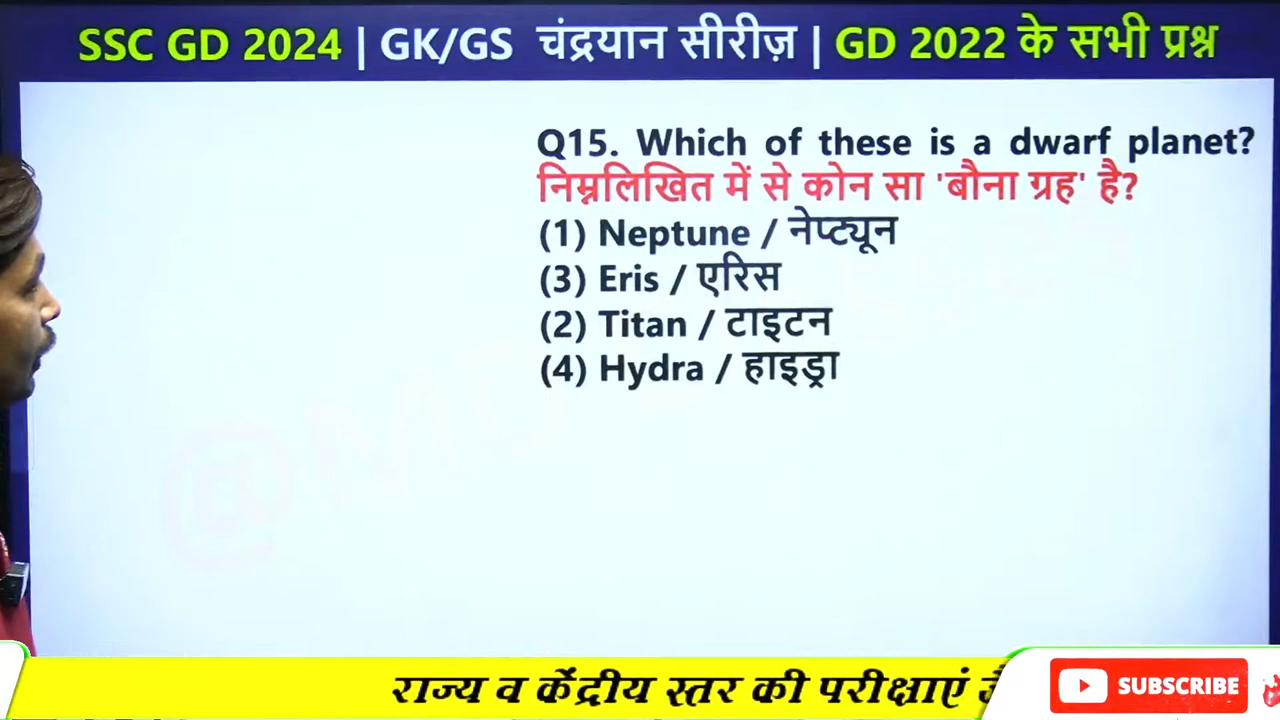 SSC GD 2024 | GK/GS चंद्रयान सीरीज़ | GD 2022 के सभी प्रश्न
Q15. Which of these is a dwarf planet?
निम्नलिखित में से कोन सा 'बौना ग्रह' है?
(1) Neptune / नेप्ट्यून
(3) Eris / एरिस
(2) Titan / टाइटन
(4) Hydra / हाइड्रा
राज्य व केंद्रीय स्तर की परीक्षाएं
SUBSCRIBE